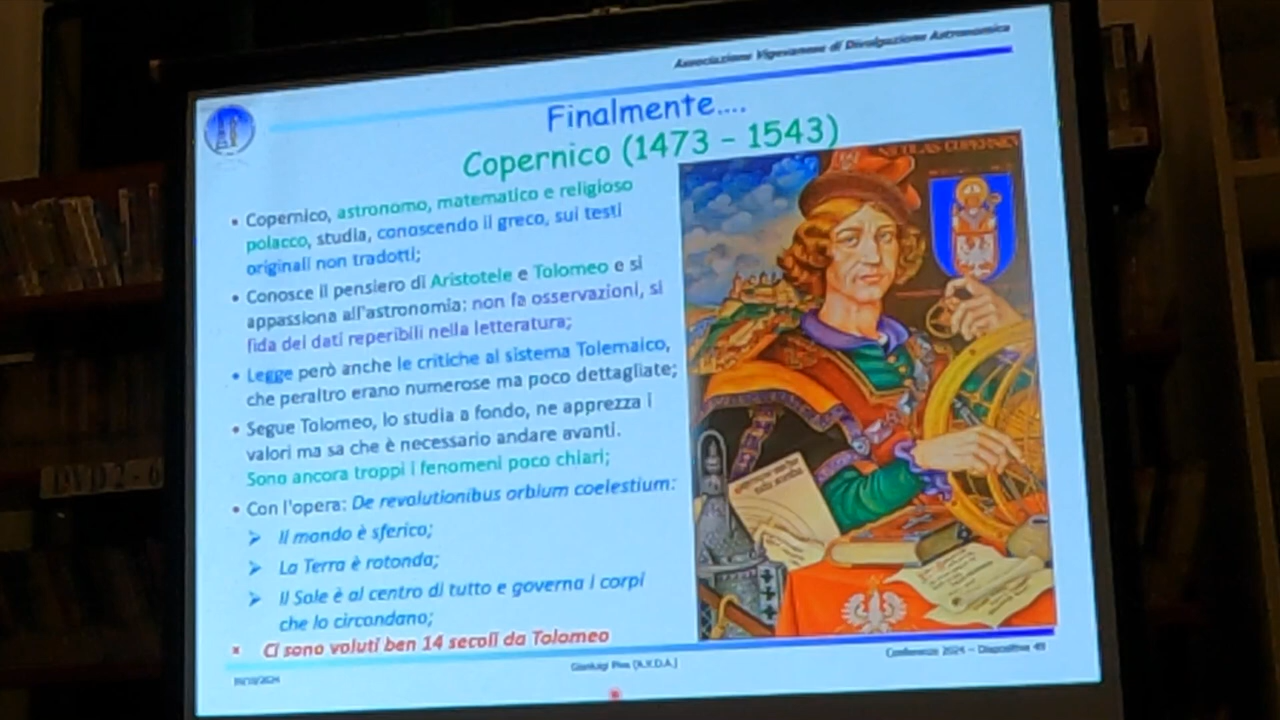 Associazione Vigevanese di Divulgazione Astronomica
Finalmente....
Copernico (1473 - 1543)
NICOLAS COPERNIC
• Copernico, astronomo, matematico e religioso
polacco, studia, conoscendo il greco, sui testi
originali non tradotti;
• Conosce il pensiero di Aristotele e Tolomeo e si
appassiona all'astronomia: non fa osservazioni, si
fida dei dati reperibili nella letteratura;
• Legge però anche le critiche al sistema Tolemaico,
che peraltro erano numerose ma poco dettagliate;
• Segue Tolomeo, lo studia a fondo, ne apprezza i
valori ma sa che è necessario andare avanti.
Sono ancora troppi i fenomeni poco chiari;
• Con l'opera: De revolutionibus orbium coelestium:
➢ Il mondo è sferico;
➢ La Terra è rotonda;
➢ Il Sole è al centro di tutto e governa i corpi
che lo circondano;
Ci sono voluti ben 14 secoli da Tolomeo
Gianluigi Piva (A.V.D.A.)
Conferenze 2024 - Diapositiva 49
DVD 2 - 6